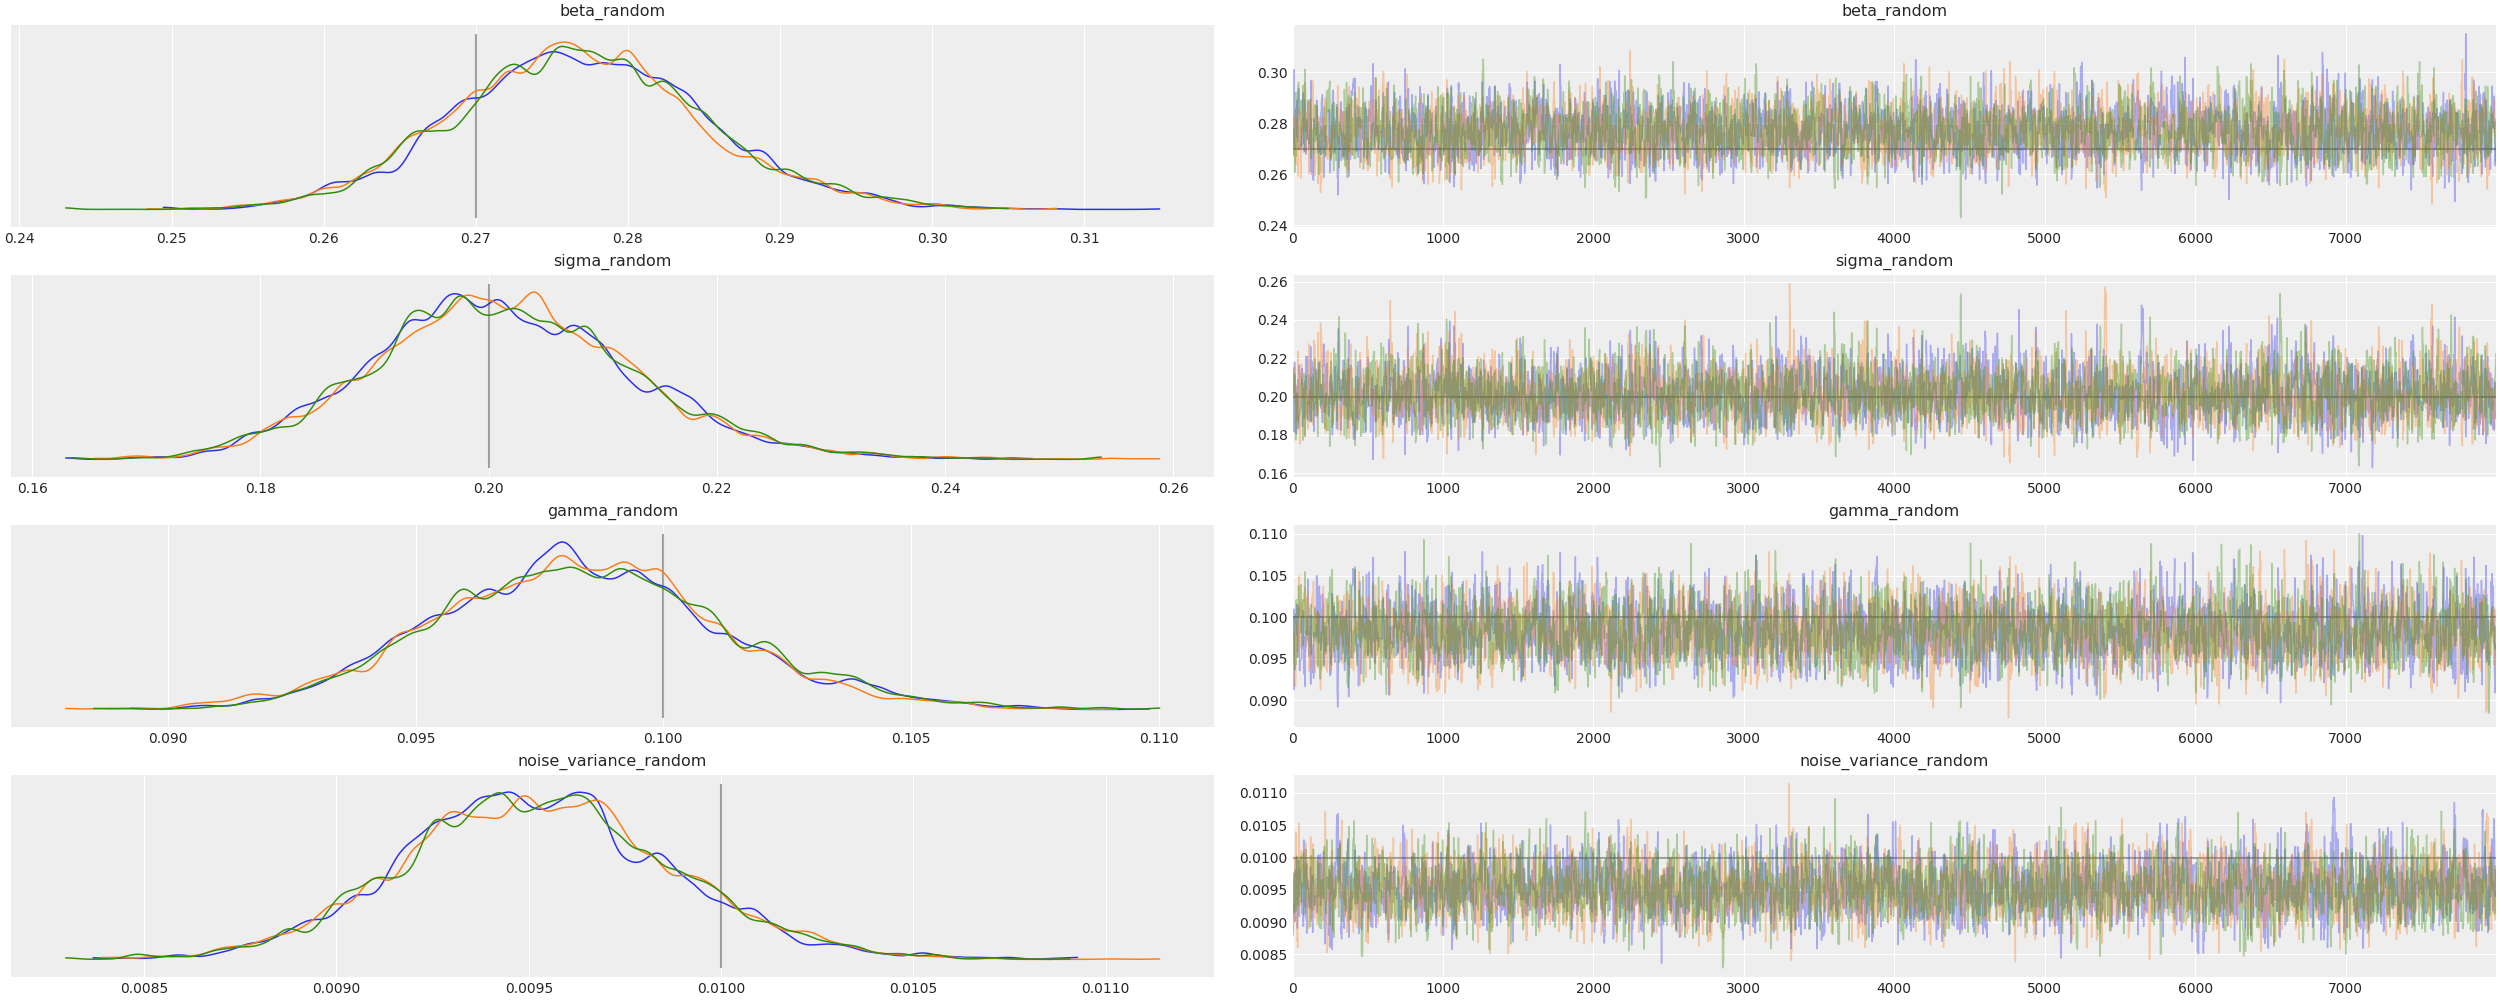 beta_random beta_random
0.30
0.28
0.26
0.24
0.24 0.25 0.26 0.27 0.28 0.29 0.30 0.31 0 1000 2000 3000 4000 5000 6000 7000
sigma_random sigma_random
0.26
0.24
0.22
0.20
0.18
0.16
0.16 0.18 0.20 0.22 0.24 0.26 0 1000 2000 3000 4000 5000 6000 7000
gamma_random gamma_random
0.110
0.105
0.100
0.095
0.090
0.090 0.095 0.100 0.105 0.110 0 1000 2000 3000 4000 5000 6000 7000
noise_variance_random noise_variance_random
0.0110
0.0105
0.0100
0.0095
0.0090
0.0085
0.0085 0.0090 0.0095 0.0100 0.0105 0.0110 0 1000 2000 3000 4000 5000 6000 7000